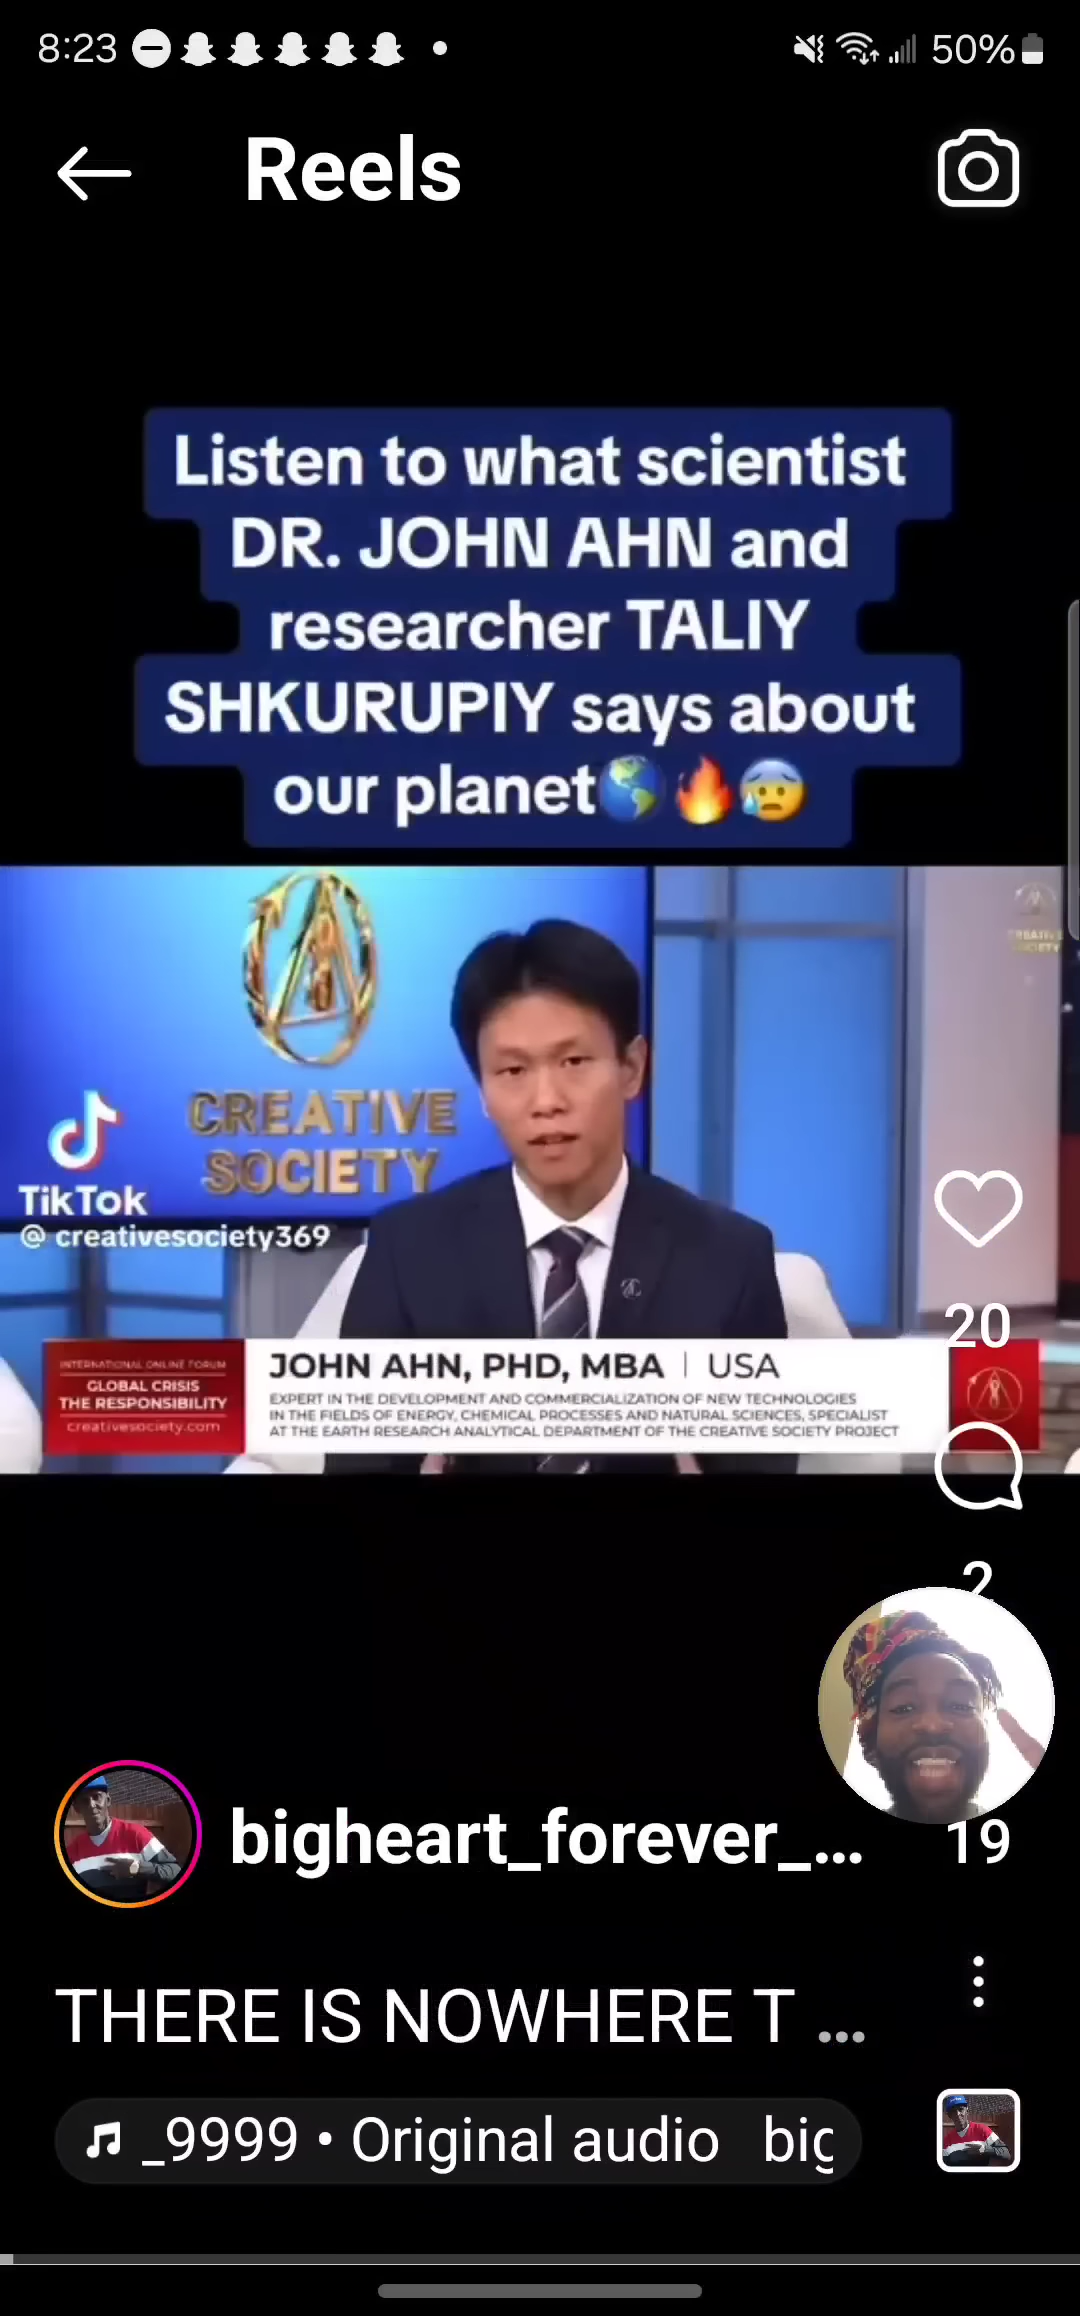 8:23
50%
Reels
Listen to what scientist
DR. JOHN AHN and
researcher TALIY
SHKURUPIY says about
our planet🌎🔥😰
CREATIVE
SOCIETY
CREATIVE
SOCIETY
TikTok
@creativesociety369
20
INTERNATIONAL ONLINE FORUM
GLOBAL CRISIS
THE RESPONSIBILITY
creativesociety.com
JOHN AHN, PHD, MBA | USA
EXPERT IN THE DEVELOPMENT AND COMMERCIALIZATION OF NEW TECHNOLOGIES
IN THE FIELDS OF ENERGY, CHEMICAL PROCESSES AND NATURAL SCIENCES, SPECIALIST
AT THE EARTH RESEARCH ANALYTICAL DEPARTMENT OF THE CREATIVE SOCIETY PROJECT
2
bigheart_forever_...
19
THERE IS NOWHERE T ...
_9999 • Original audio big